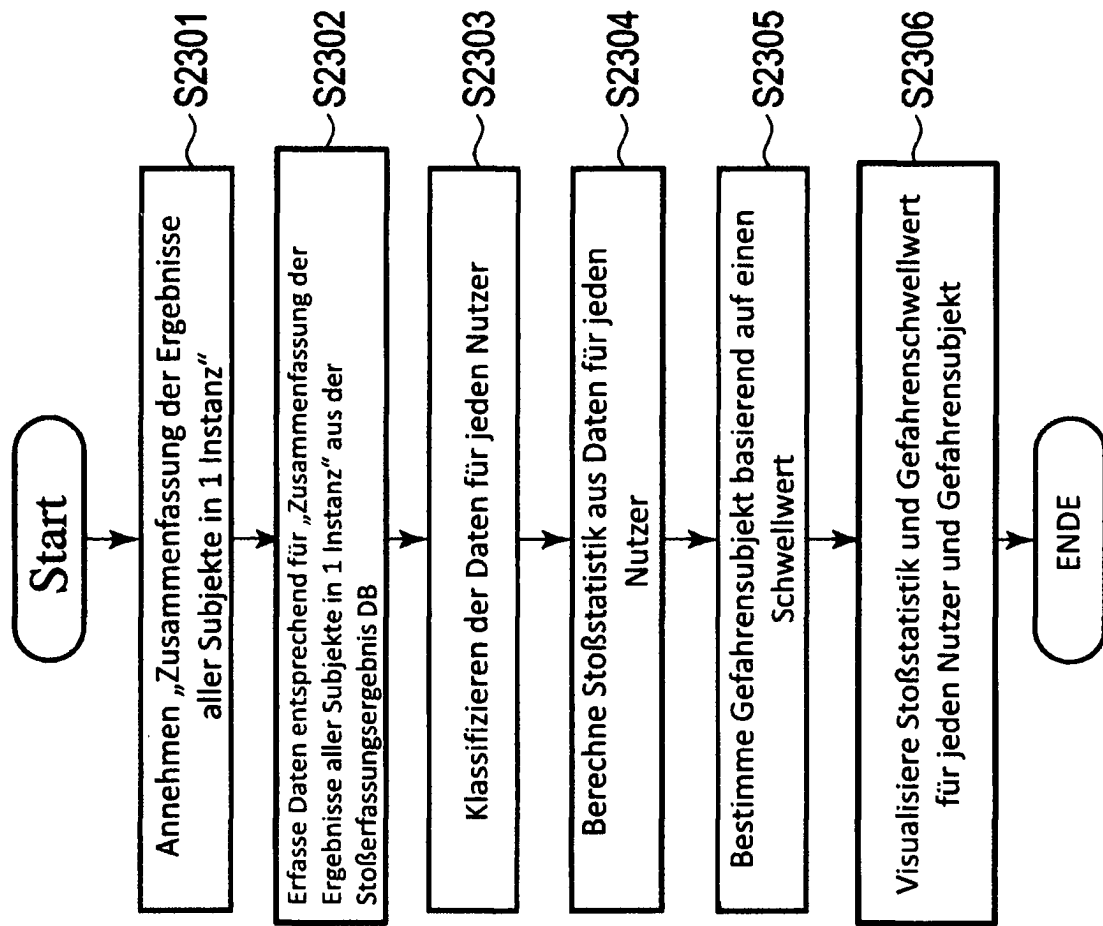 Start
Annehmen „Zusammenfassung der Ergebnisse
aller Subjekte in 1 Instanz“
S2301
Erfasse Daten entsprechend für „Zusammenfassung der
Ergebnisse aller Subjekte in 1 Instanz“ aus der
Stoßerfassungsergebnis DB
S2302
Klassifizieren der Daten für jeden Nutzer
S2303
Berechne Stoßstatistik aus Daten für jeden
Nutzer
S2304
Bestimme Gefahrensubjekt basierend auf einen
Schwellwert
S2305
Visualisiere Stoßstatistik und Gefahrenschwellwert
für jeden Nutzer und Gefahrensubjekt
S2306
ENDE